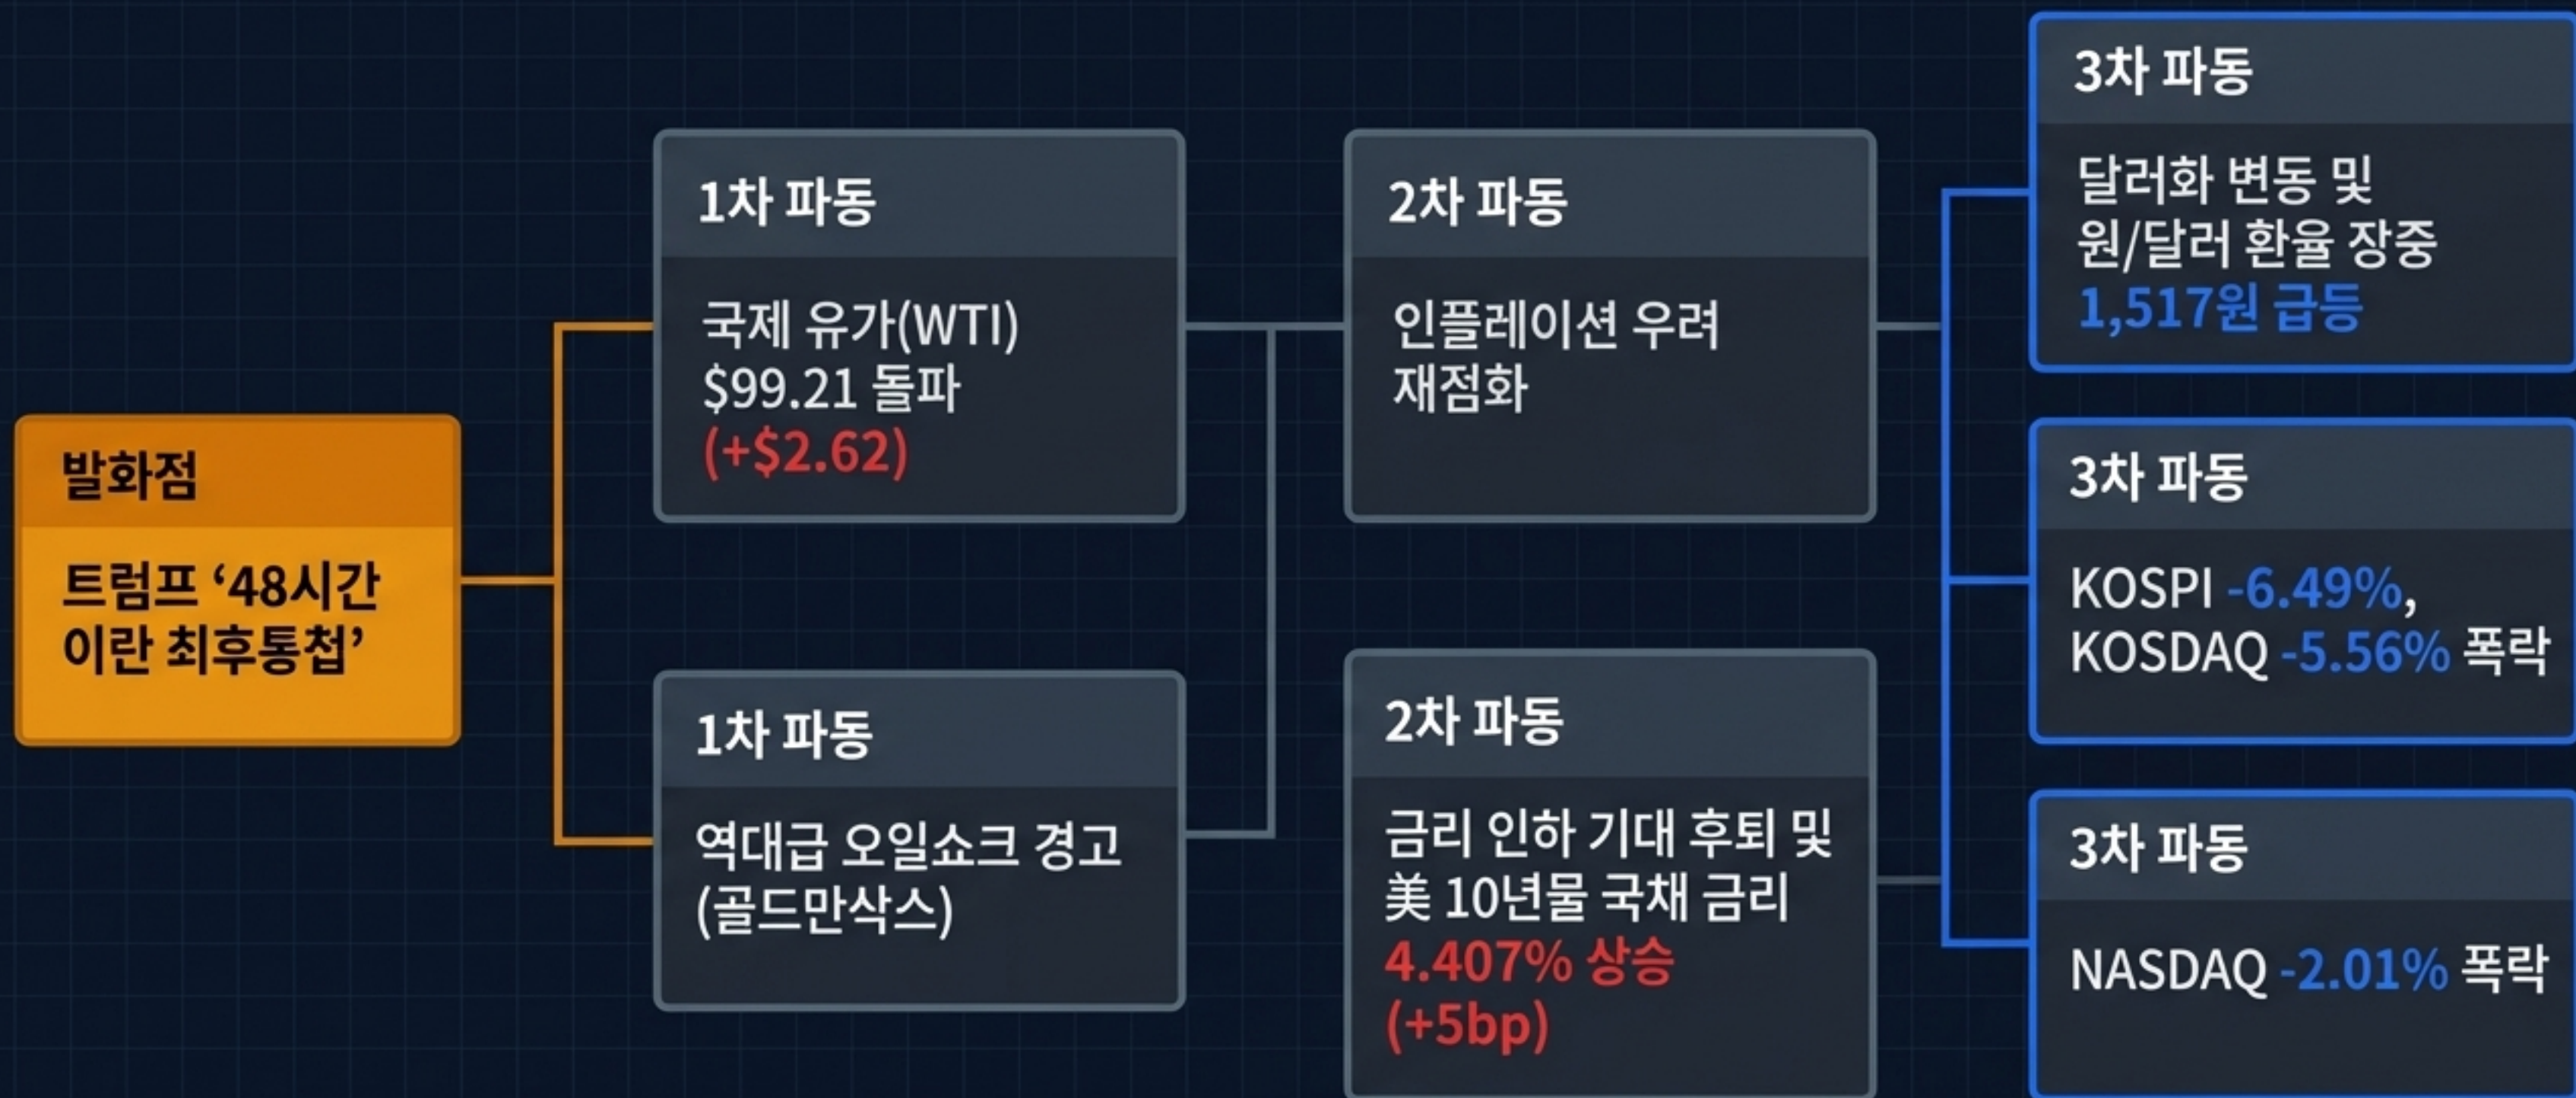 발화점
트럼프 ‘48시간
이란 최후통첩’
1차 파동
국제 유가(WTI)
$99.21 돌파
(+$2.62)
1차 파동
역대급 오일쇼크 경고
(골드만삭스)
2차 파동
인플레이션 우려
재점화
2차 파동
금리 인하 기대 후퇴 및
美 10년물 국채 금리
4.407% 상승
(+5bp)
3차 파동
달러화 변동 및
원/달러 환율 장중
1,517원 급등
3차 파동
KOSPI -6.49%,
KOSDAQ -5.56% 폭락
3차 파동
NASDAQ -2.01% 폭락